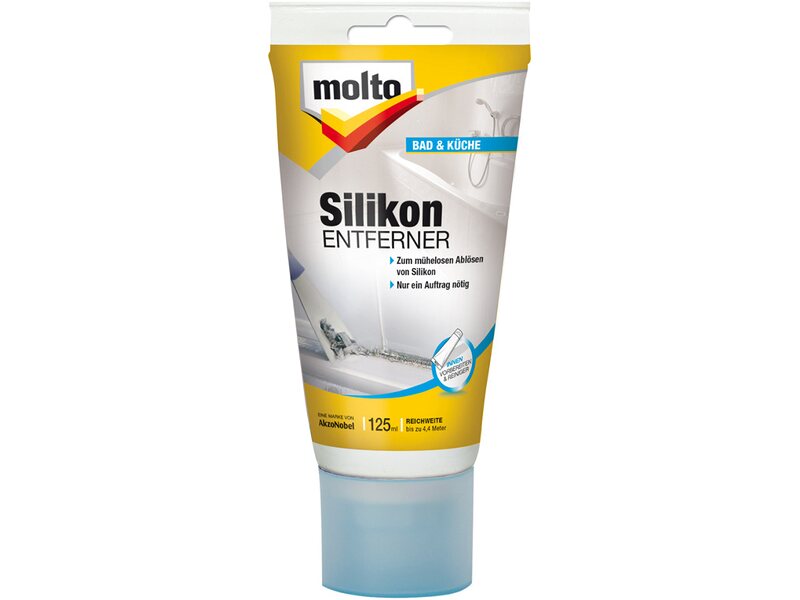 molto
BAD & KÜCHE
Silikon
ENTFERNER
Zum mühelosen Ablösen
von Silikon
Nur ein Auftrag nötig
INNEN
VORBEREITEN
& REINIGER
EINE MARKE VON
AkzoNobel
125ml
REICHWEITE
bis zu 4,4 Meter